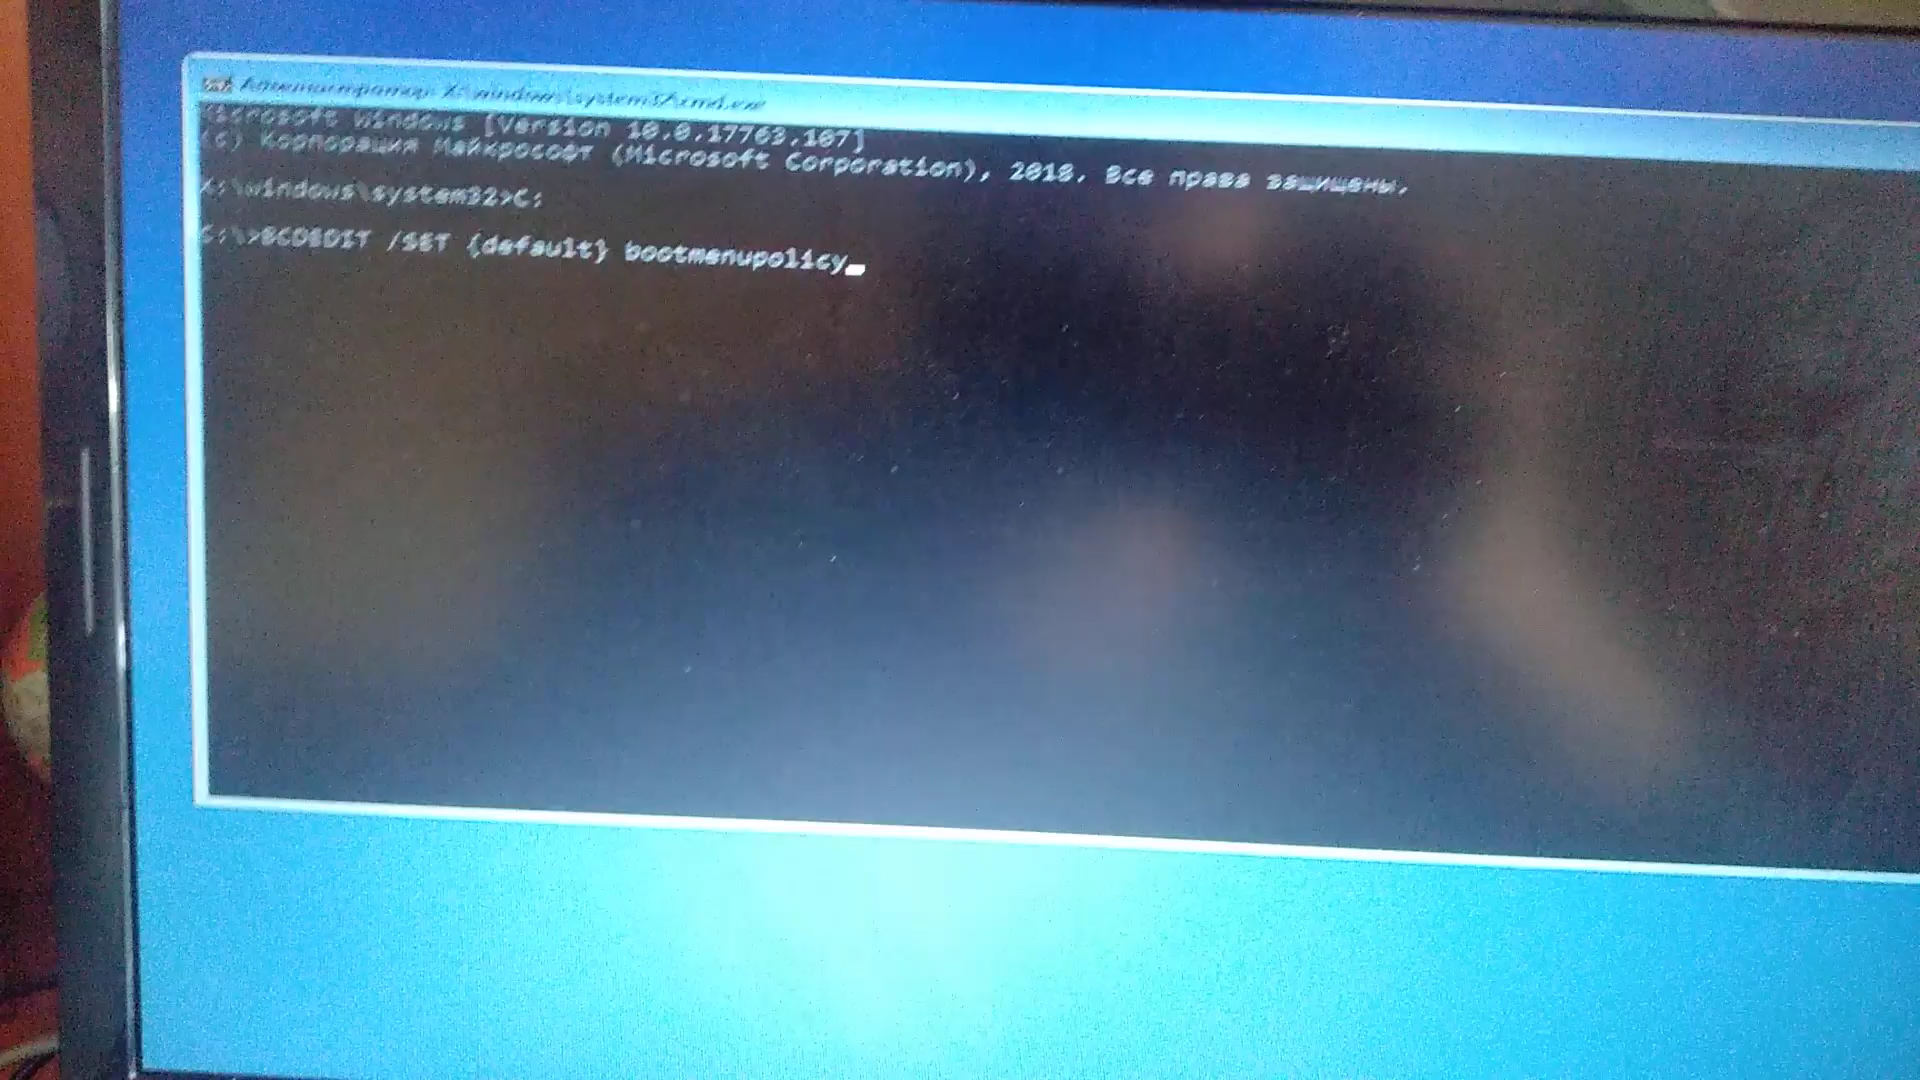 Администратор: X:\windows\system32\cmd.exe
Microsoft Windows [Version 10.0.17763.107]
(c) Корпорация Майкрософт (Microsoft Corporation), 2018. Все права защищены.
X:\windows\system32>C:
C:\>BCDEDIT /SET {default} bootmenupolicy